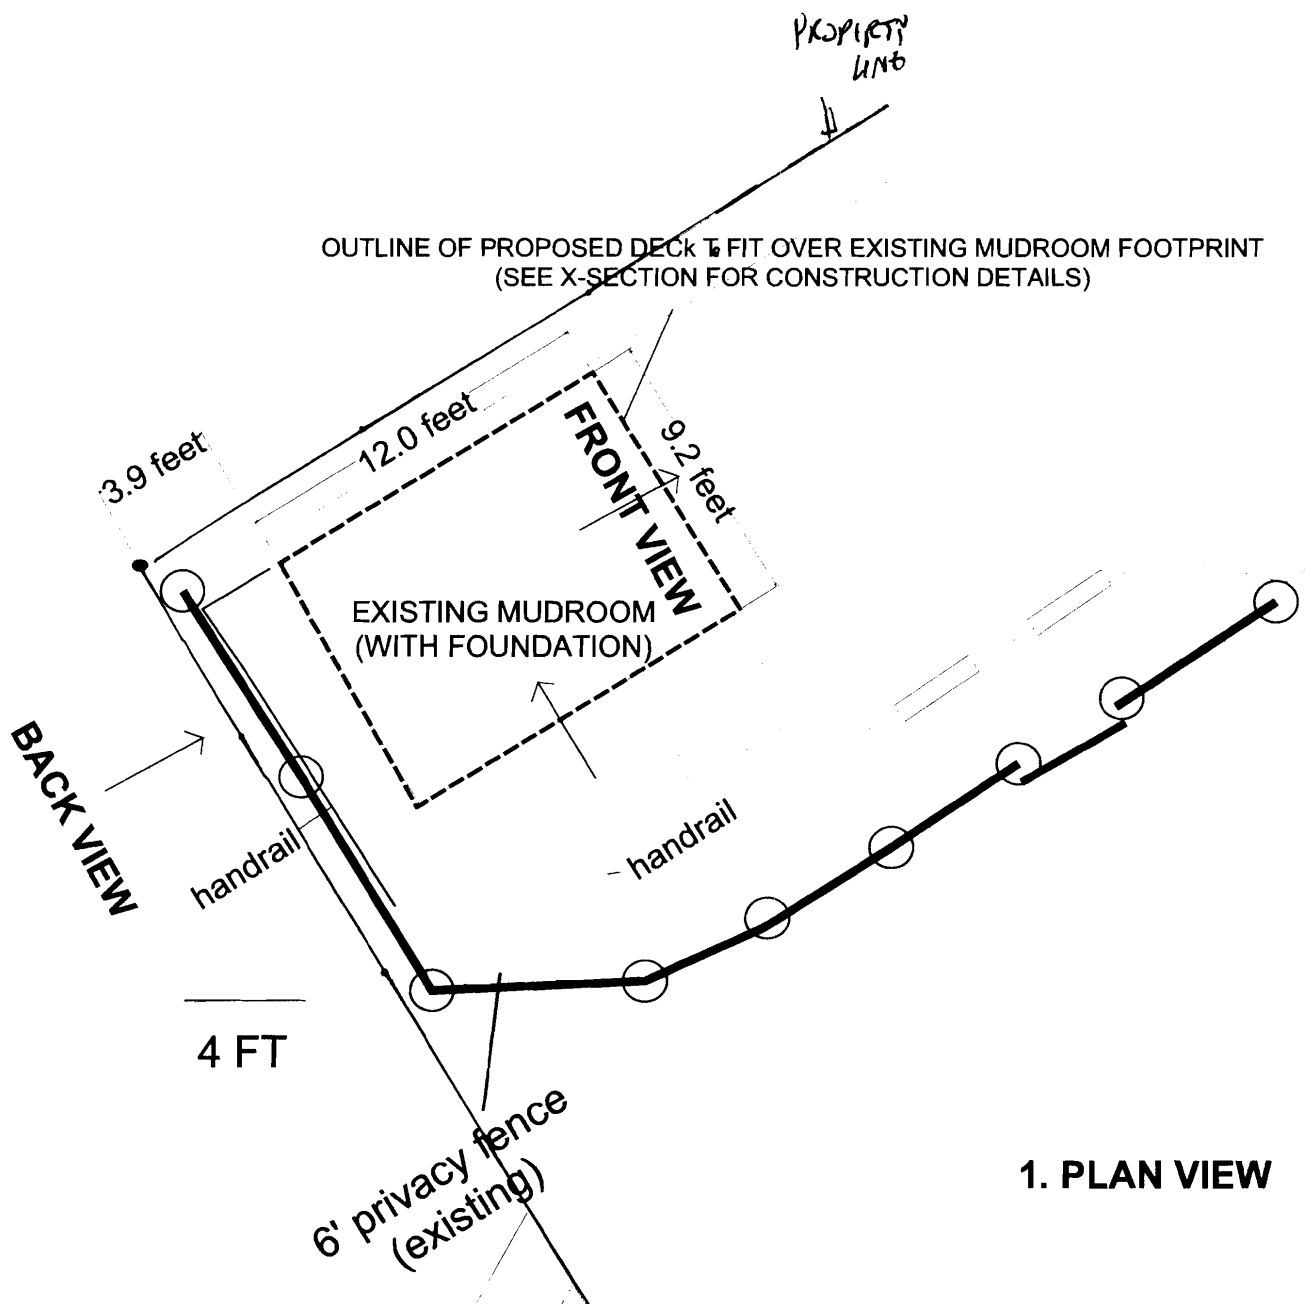 PROPERTY
LINE
OUTLINE OF PROPOSED DECk To FIT OVER EXISTING MUDROOM FOOTPRINT
(SEE X-SECTION FOR CONSTRUCTION DETAILS)
3.9 feet
12.0 feet
FRONT VIEW
9.2 feet
EXISTING MUDROOM
(WITH FOUNDATION)
BACK VIEW
handrail
handrail
4 FT
6' privacy fence
(existing)
1. PLAN VIEW